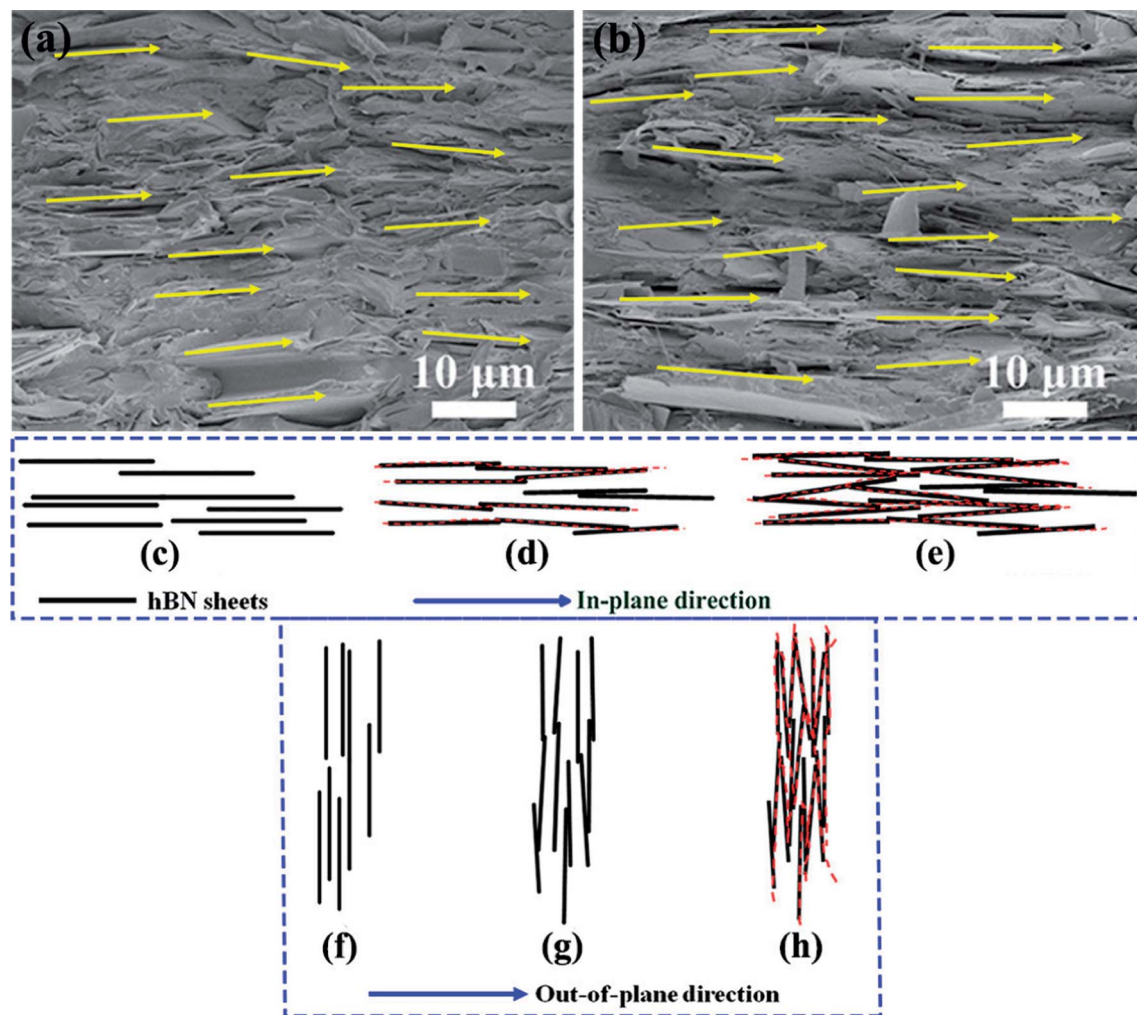 (a)
(b)
10 μm
10 μm
(c)
(d)
(e)
hBN sheets
In-plane direction
(f)
(g)
(h)
Out-of-plane direction